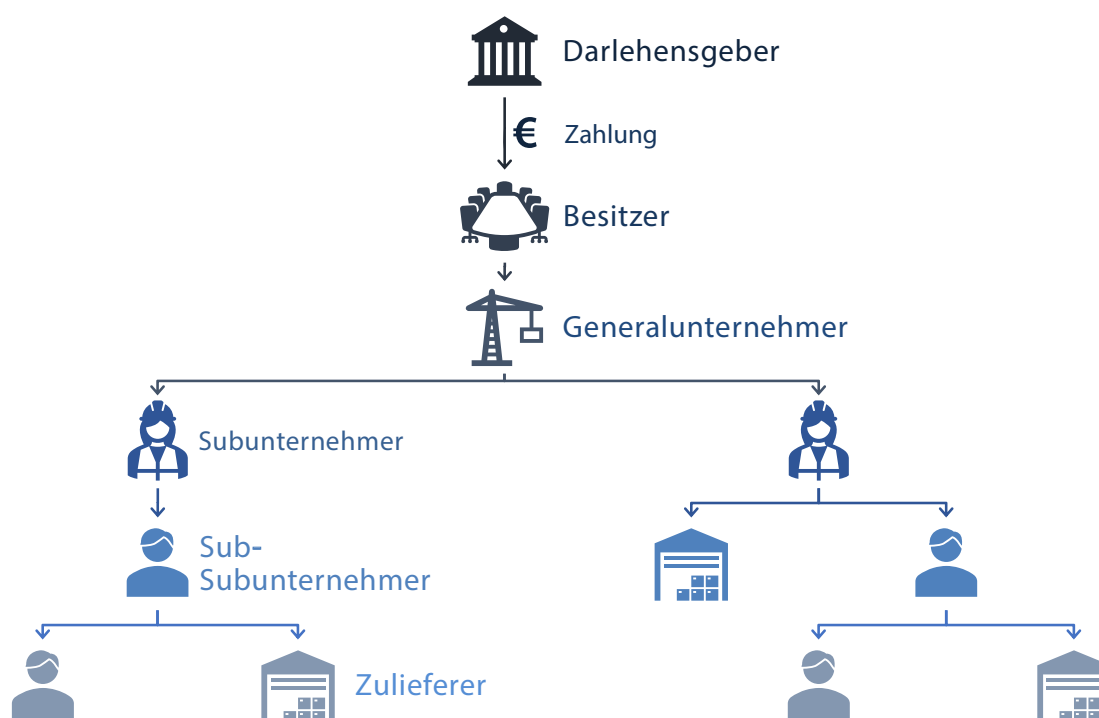 Darlehensgeber
€ Zahlung
Besitzer
Generalunternehmer
Subunternehmer
Sub-
Subunternehmer
Zulieferer